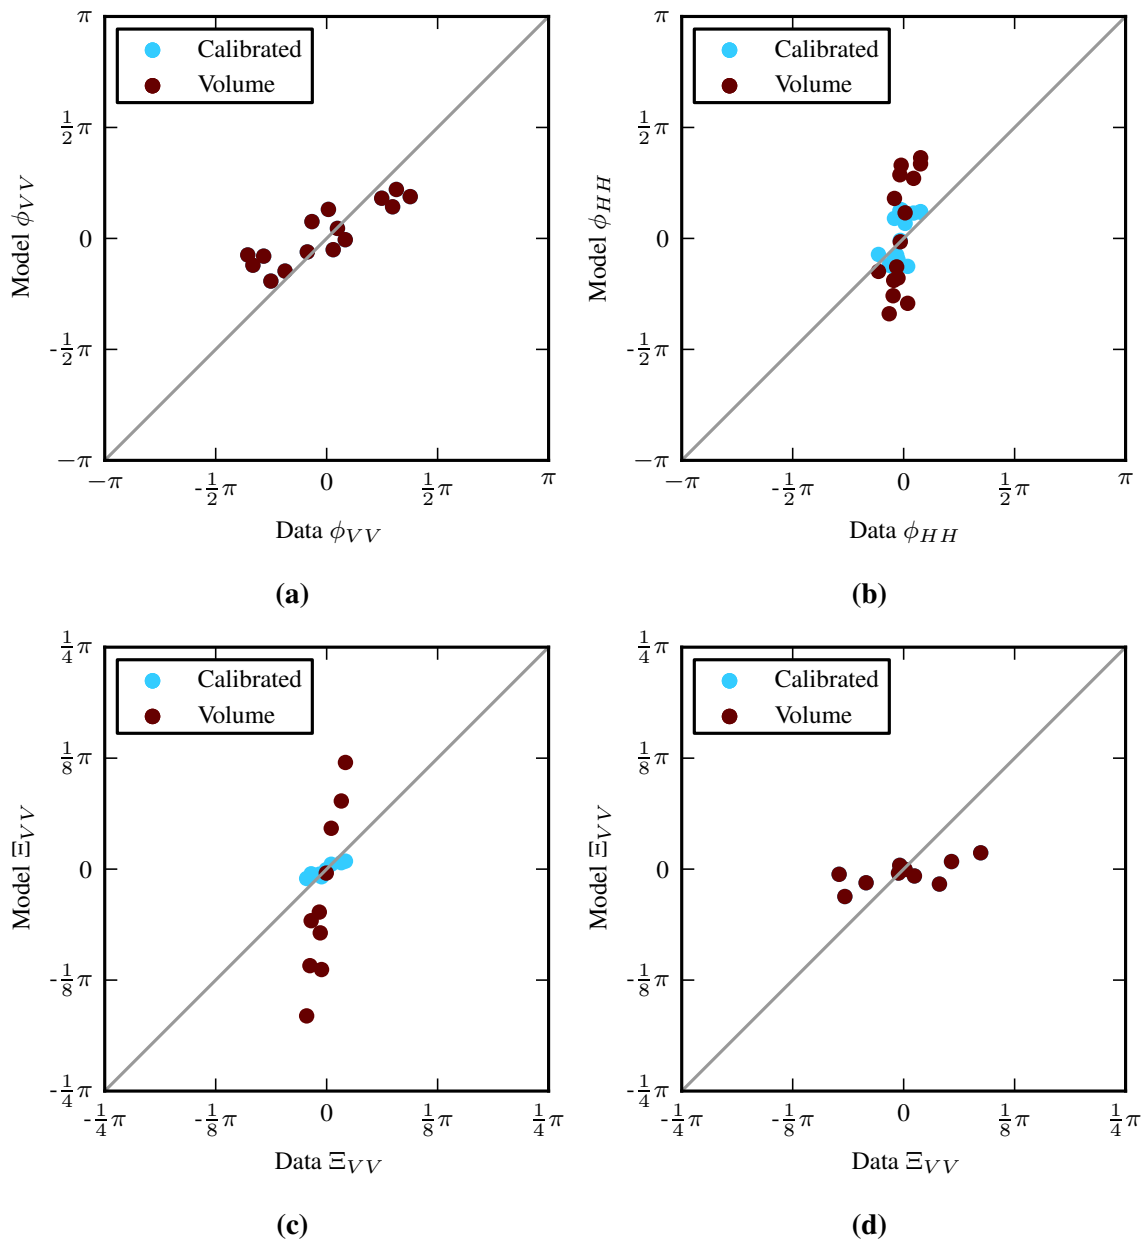 π
½π
0
-½π
−π
Model ϕVV
Calibrated
Volume
−π
-½π
0
½π
π
Data ϕVV
(a)
π
½π
0
-½π
−π
Model ϕHH
Calibrated
Volume
−π
-½π
0
½π
π
Data ϕHH
(b)
¼π
⅛π
0
-⅛π
-¼π
Model ΞVV
Calibrated
Volume
-¼π
-⅛π
0
⅛π
¼π
Data ΞVV
(c)
¼π
⅛π
0
-⅛π
-¼π
Model ΞVV
Calibrated
Volume
-¼π
-⅛π
0
⅛π
¼π
Data ΞVV
(d)